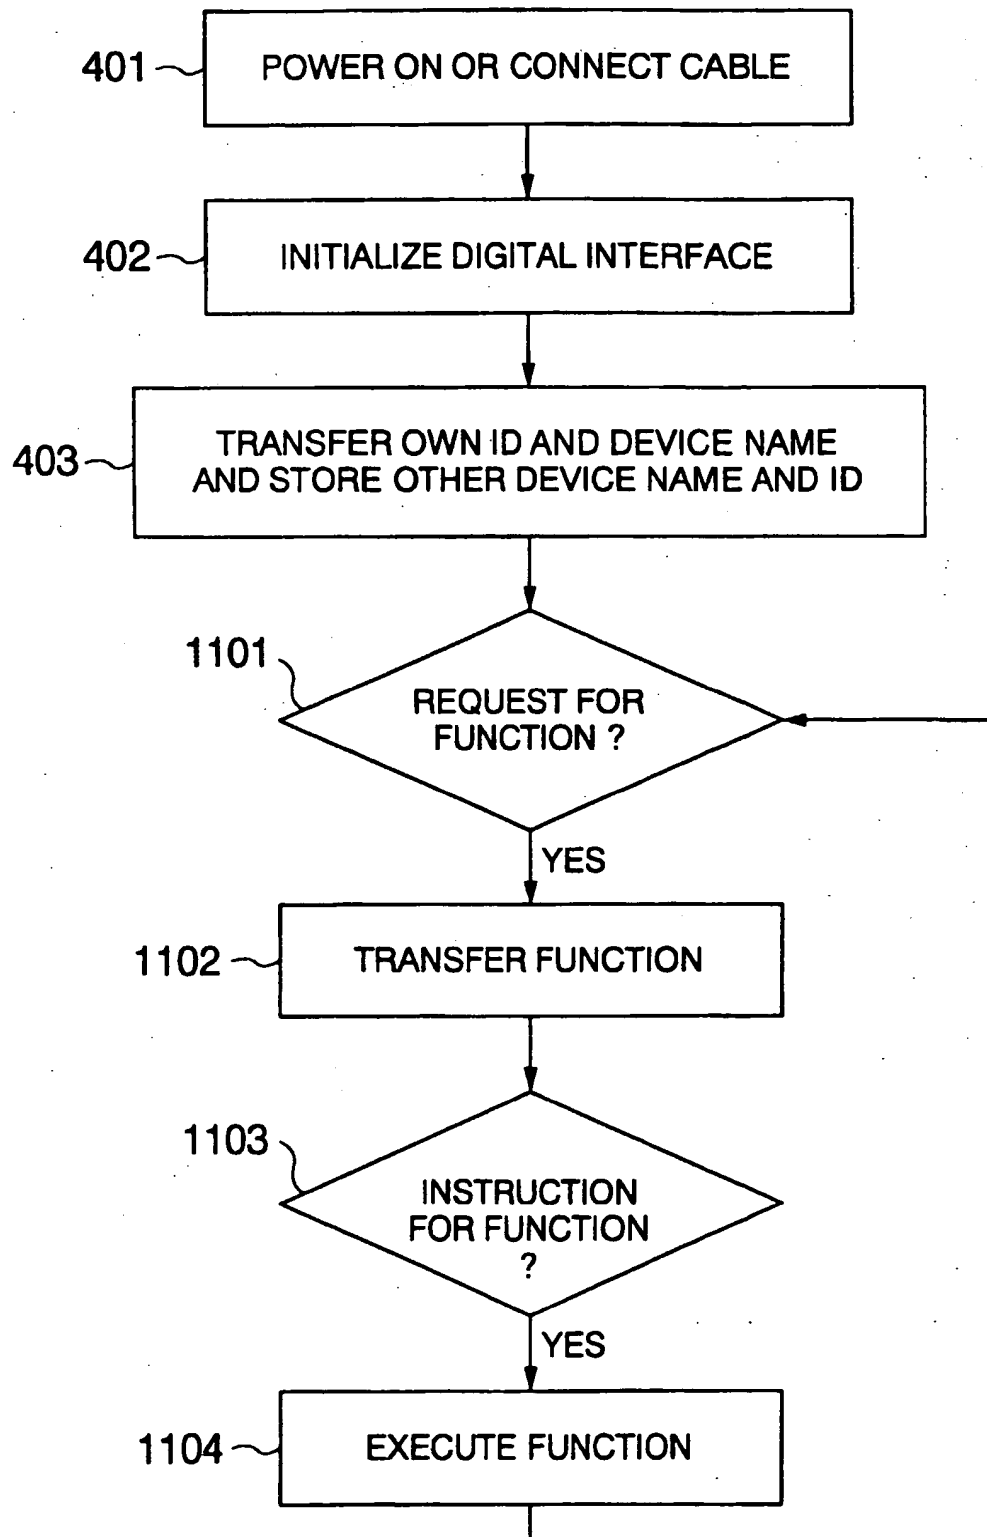 401
POWER ON OR CONNECT CABLE
402
INITIALIZE DIGITAL INTERFACE
403
TRANSFER OWN ID AND DEVICE NAME
AND STORE OTHER DEVICE NAME AND ID
1101
REQUEST FOR
FUNCTION ?
YES
1102
TRANSFER FUNCTION
1103
INSTRUCTION
FOR FUNCTION
?
YES
1104
EXECUTE FUNCTION